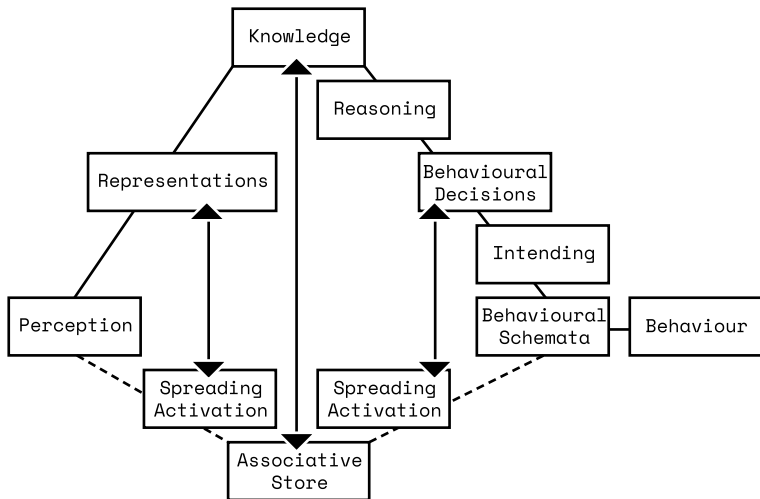 Knowledge
Reasoning
Representations
Behavioural
Decisions
Intending
Perception
Behavioural
Schemata
Behaviour
Spreading
Activation
Spreading
Activation
Associative
Store